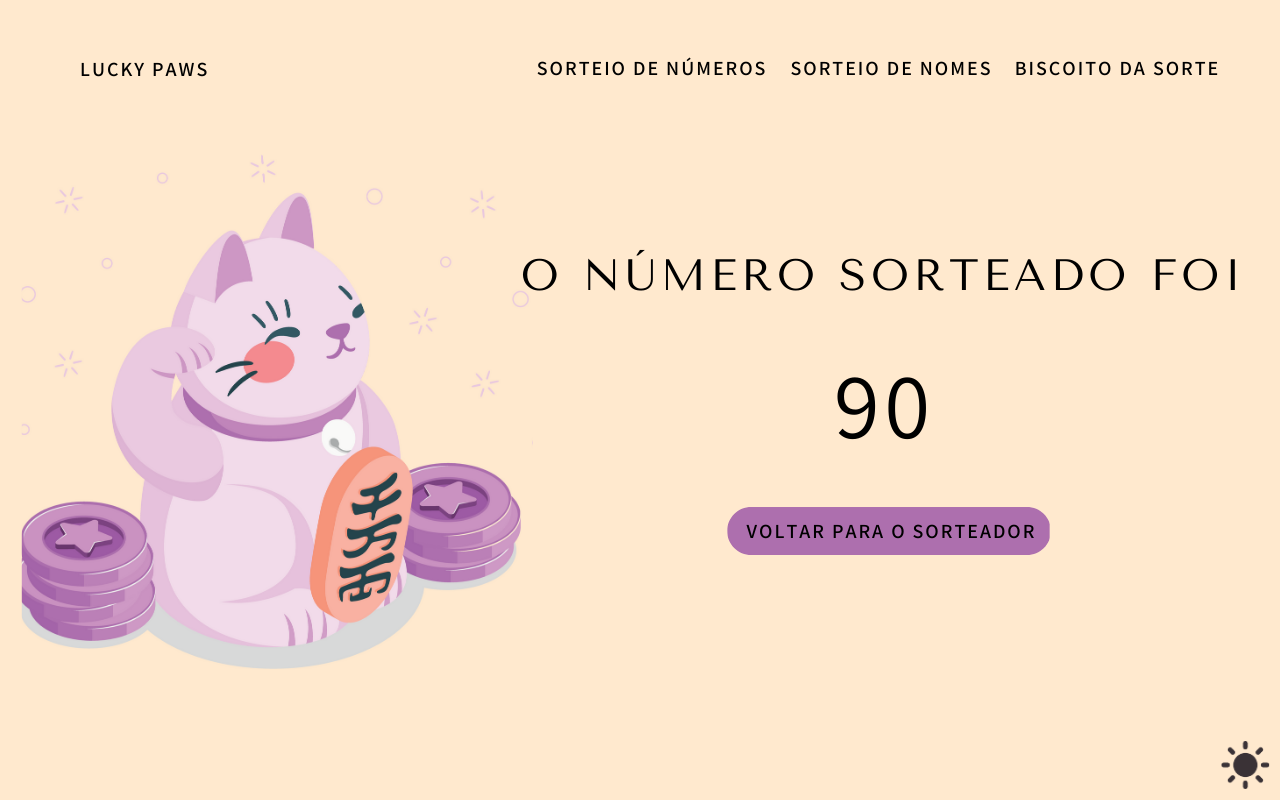 LUCKY PAWS
SORTEIO DE NÚMEROS SORTEIO DE NOMES BISCOITO DA SORTE
O NÚMERO SORTEADO FOI
90
VOLTAR PARA O SORTEADOR